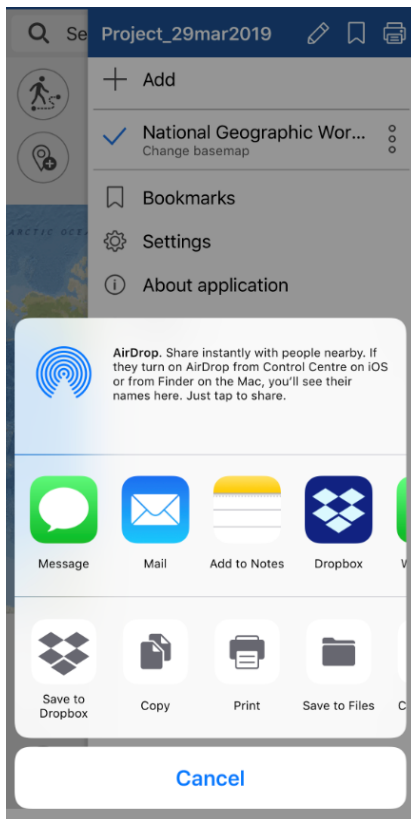 Se
Project_29mar2019
Add
National Geographic Wor...
Change basemap
Bookmarks
ARCTIC OCE
Settings
About application
AirDrop. Share instantly with people nearby. If
they turn on AirDrop from Control Centre on iOS
or from Finder on the Mac, you'll see their
names here. Just tap to share.
Message
Mail
Add to Notes
Dropbox
Save to
Dropbox
Copy
Print
Save to Files
C
Cancel